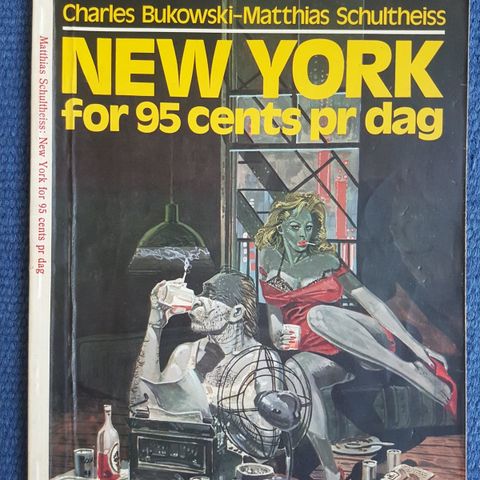 Charles Bukowski-Matthias Schultheiss
NEW YORK
for 95 cents pr dag
Matthias Schultheiss: New York for 95 cents pr dag